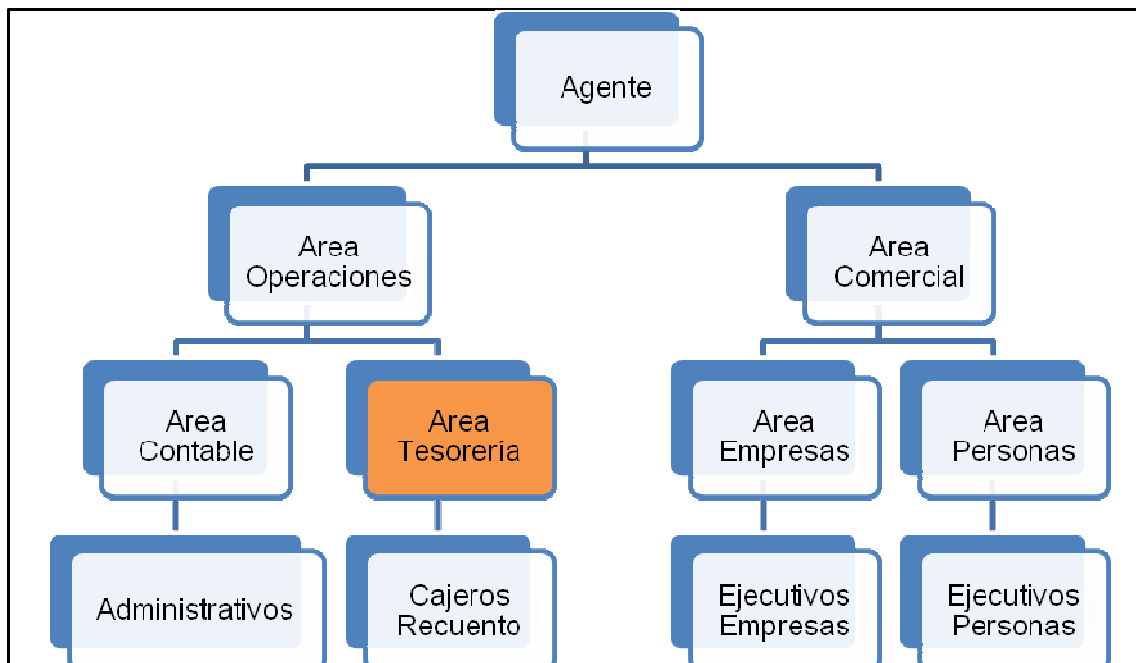 Agente
Area
Operaciones
Area
Comercial
Area
Contable
Area
Tesorería
Area
Empresas
Area
Personas
Administrativos
Cajeros
Recuento
Ejecutivos
Empresas
Ejecutivos
Personas